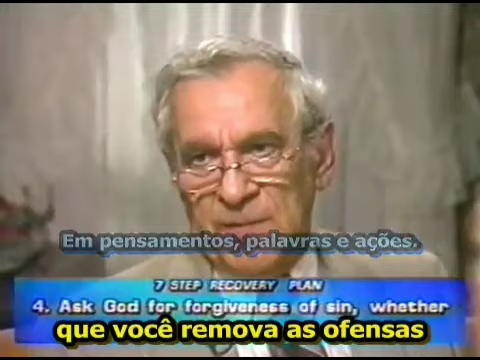 Em pensamentos, palavras e ações.
7 STEP RECOVERY PLAN
4. Ask God for forgiveness of sin, whether
que você remova as ofensas